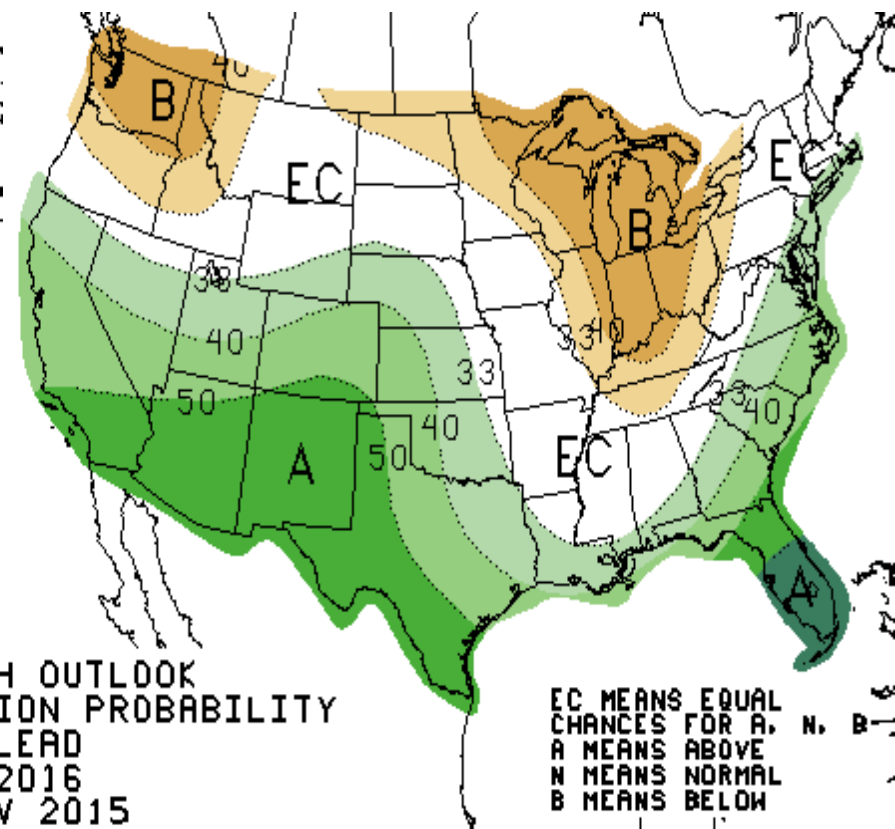 40
B
EC
E
B
33
40
33
40
33
33
40
50
40
A
50
EC
A
H OUTLOOK
ION PROBABILITY
LEAD
2016
V 2015
EC MEANS EQUAL
CHANCES FOR A, N, B
A MEANS ABOVE
N MEANS NORMAL
B MEANS BELOW